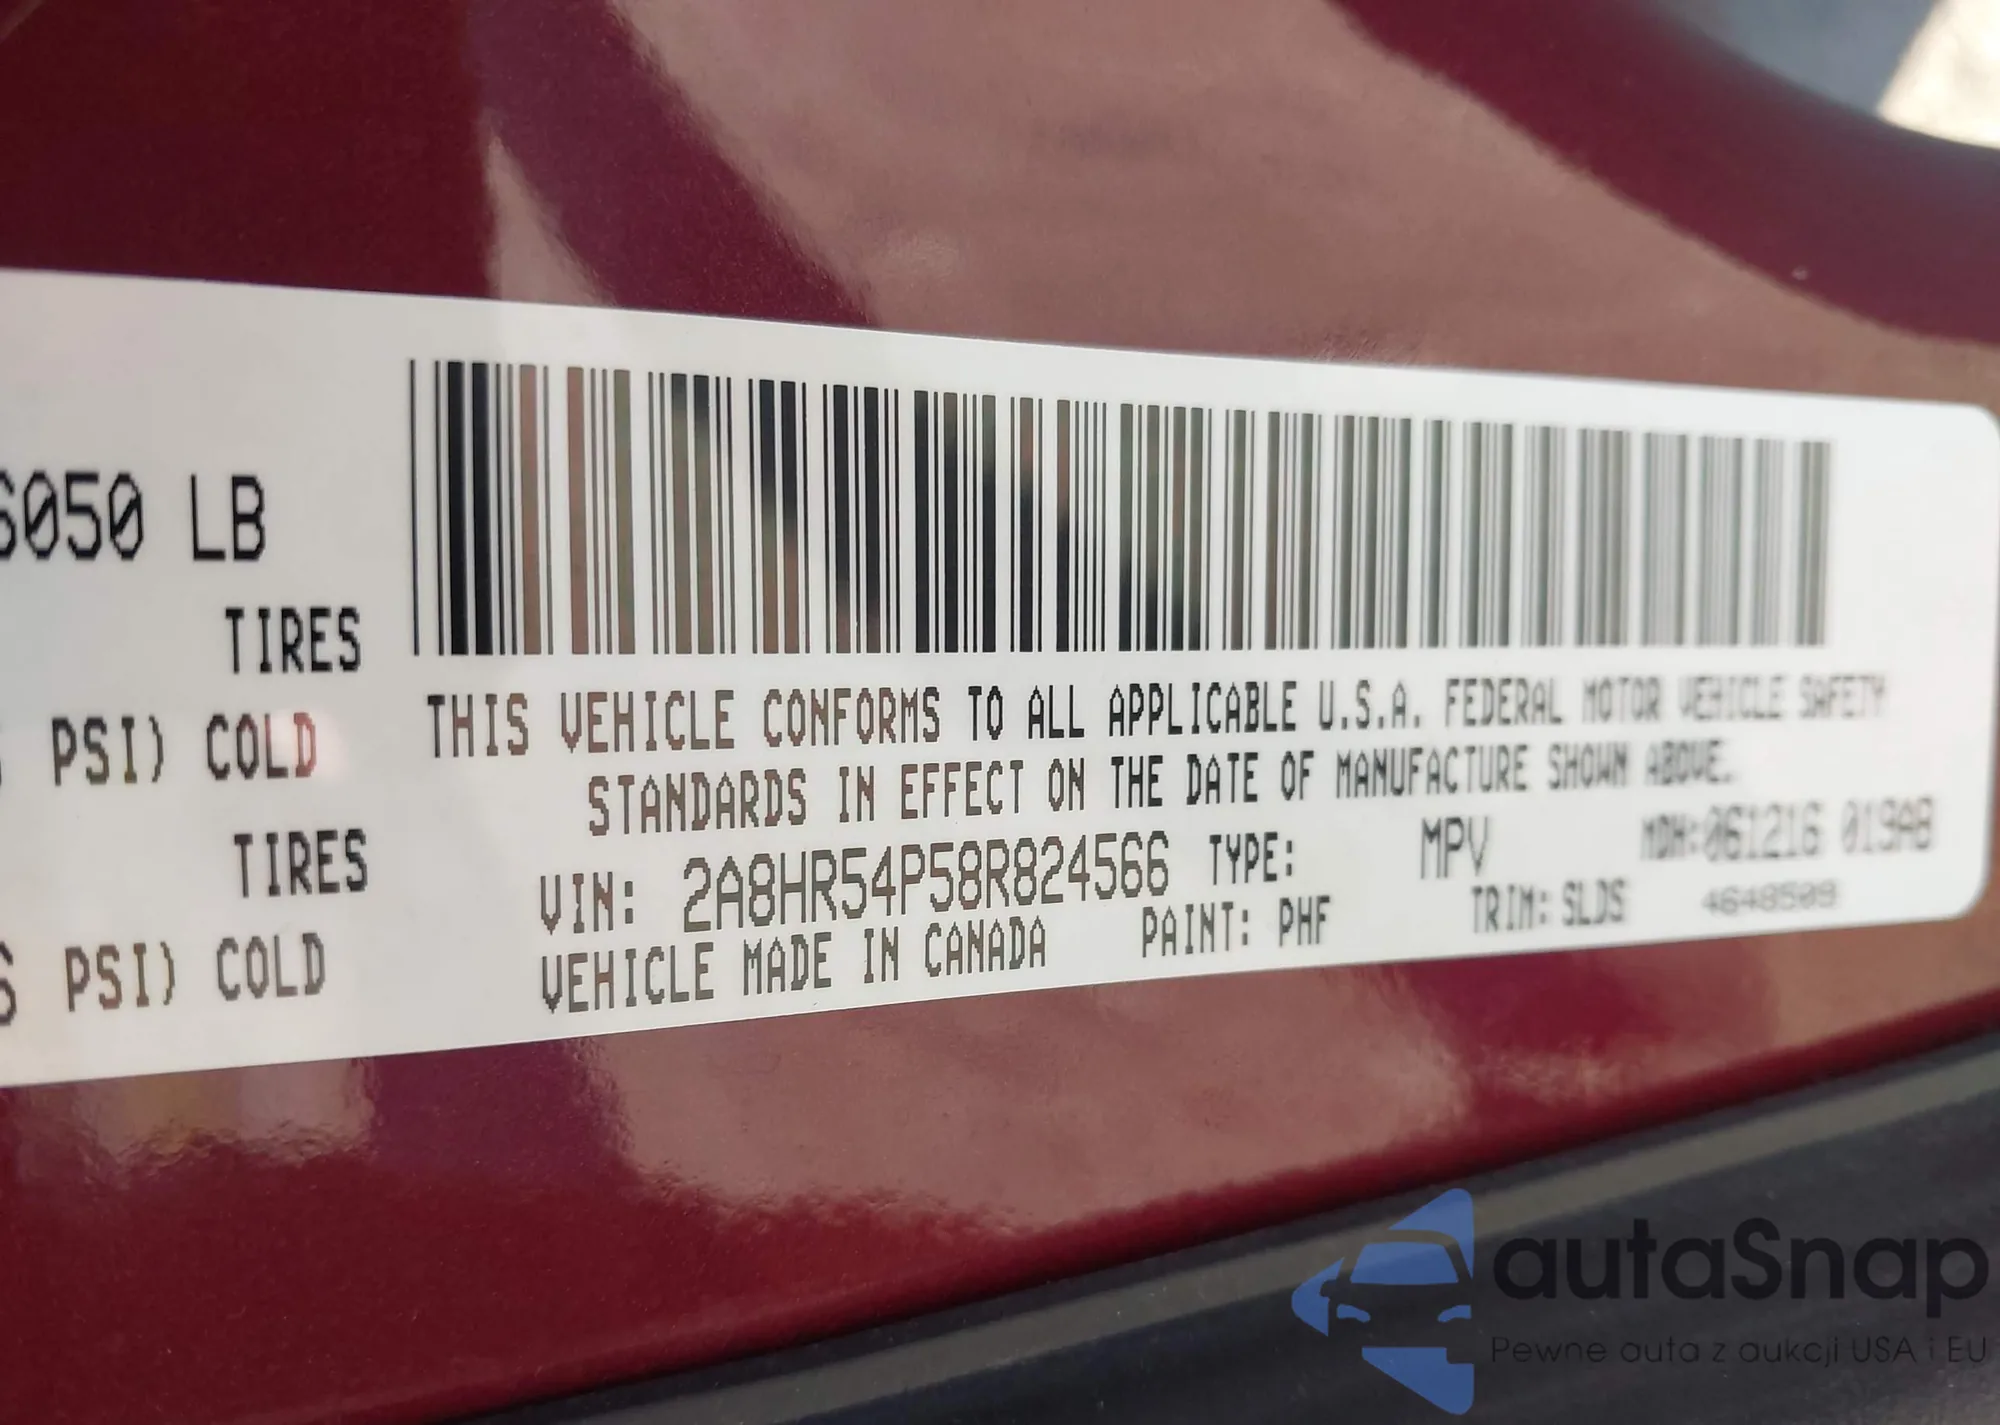 6050 LB
TIRES
PSI) COLD
TIRES
PSI) COLD
THIS VEHICLE CONFORMS TO ALL APPLICABLE U.S.A. FEDERAL MOTOR VEHICLE SAFETY
STANDARDS IN EFFECT ON THE DATE OF MANUFACTURE SHOWN ABOVE.
VIN: 2A8HR54P58R824566 TYPE: MPV MDH:061216 019AB
VEHICLE MADE IN CANADA PAINT: PHF TRIM: SLDS 4648509
autaSnap
Pewne auta z aukcji USA i EU